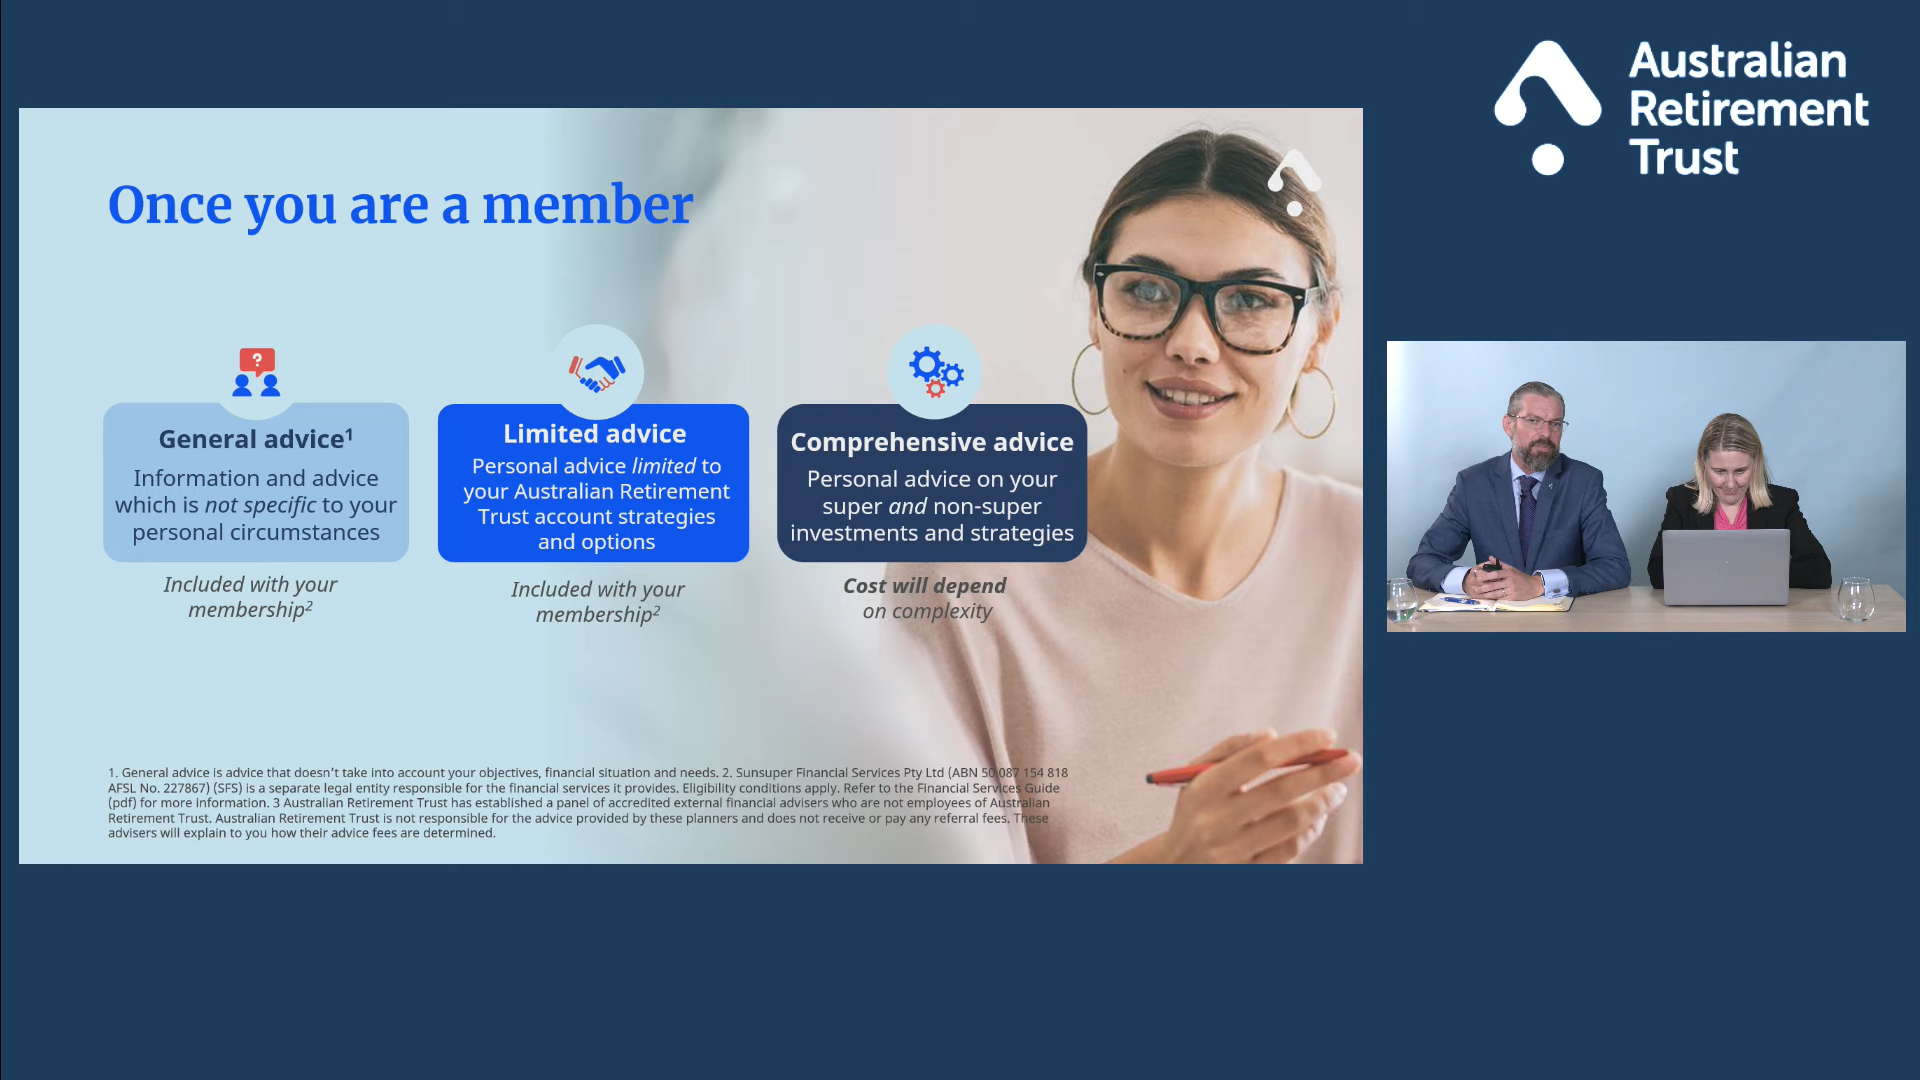 Australian
Retirement
Trust
Once you are a member
?
General advice¹
Information and advice
which is not specific to your
personal circumstances
Included with your
membership²
Limited advice
Personal advice limited to
your Australian Retirement
Trust account strategies
and options
Included with your
membership²
Comprehensive advice
Personal advice on your
super and non-super
investments and strategies
Cost will depend
on complexity
1. General advice is advice that doesn’t take into account your objectives, financial situation and needs. 2. Sunsuper Financial Services Pty Ltd (ABN 50 087 154 818
AFSL No. 227867) (SFS) is a separate legal entity responsible for the financial services it provides. Eligibility conditions apply. Refer to the Financial Services Guide
(pdf) for more information. 3 Australian Retirement Trust has established a panel of accredited external financial advisers who are not employees of Australian
Retirement Trust. Australian Retirement Trust is not responsible for the advice provided by these planners and does not receive or pay any referral fees. These
advisers will explain to you how their advice fees are determined.